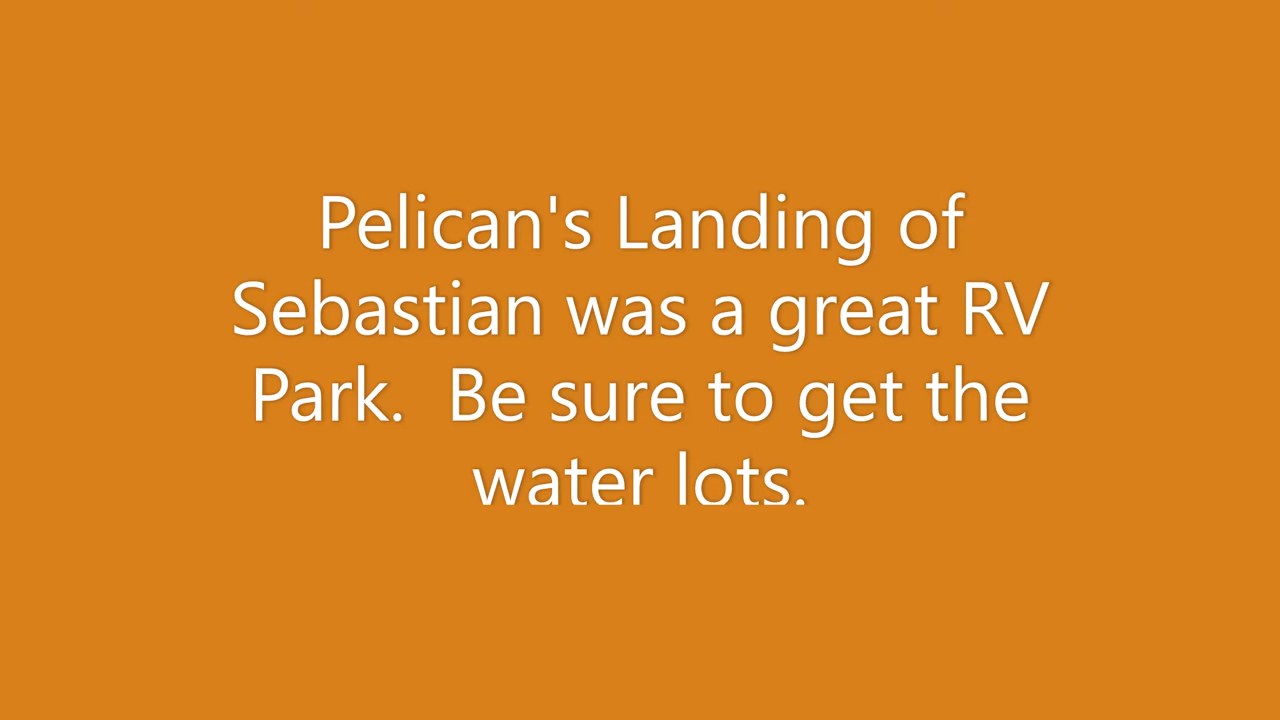 Pelican's Landing of
Sebastian was a great RV
Park.  Be sure to get the
water lots.